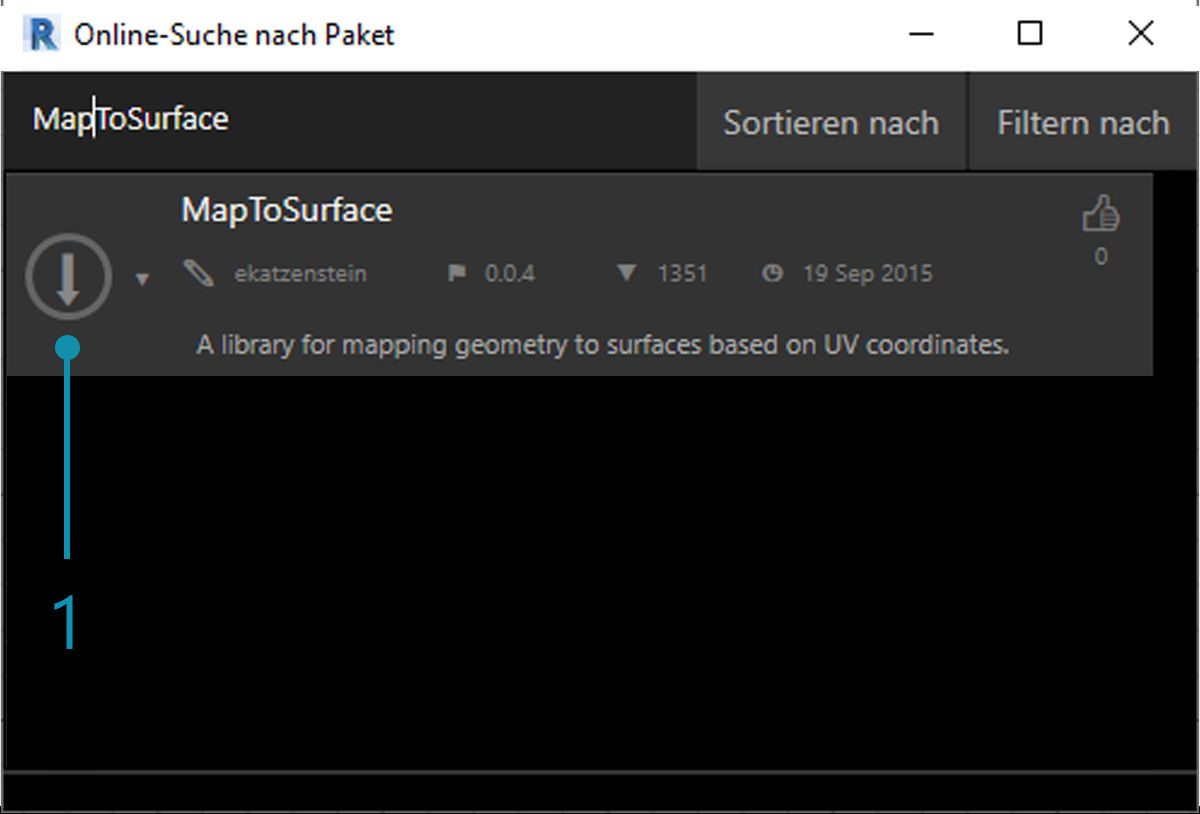 Online-Suche nach Paket
MapToSurface
Sortieren nach
Filtern nach
MapToSurface
ekatzenstein 0.0.4 1351 19 Sep 2015
0
A library for mapping geometry to surfaces based on UV coordinates.
1